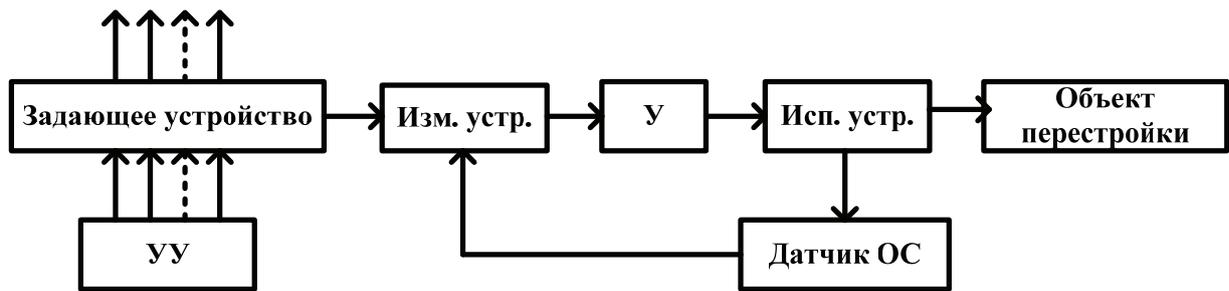 Задающее устройство
Изм. устр.
У
Исп. устр.
Объект
перестройки
УУ
Датчик ОС